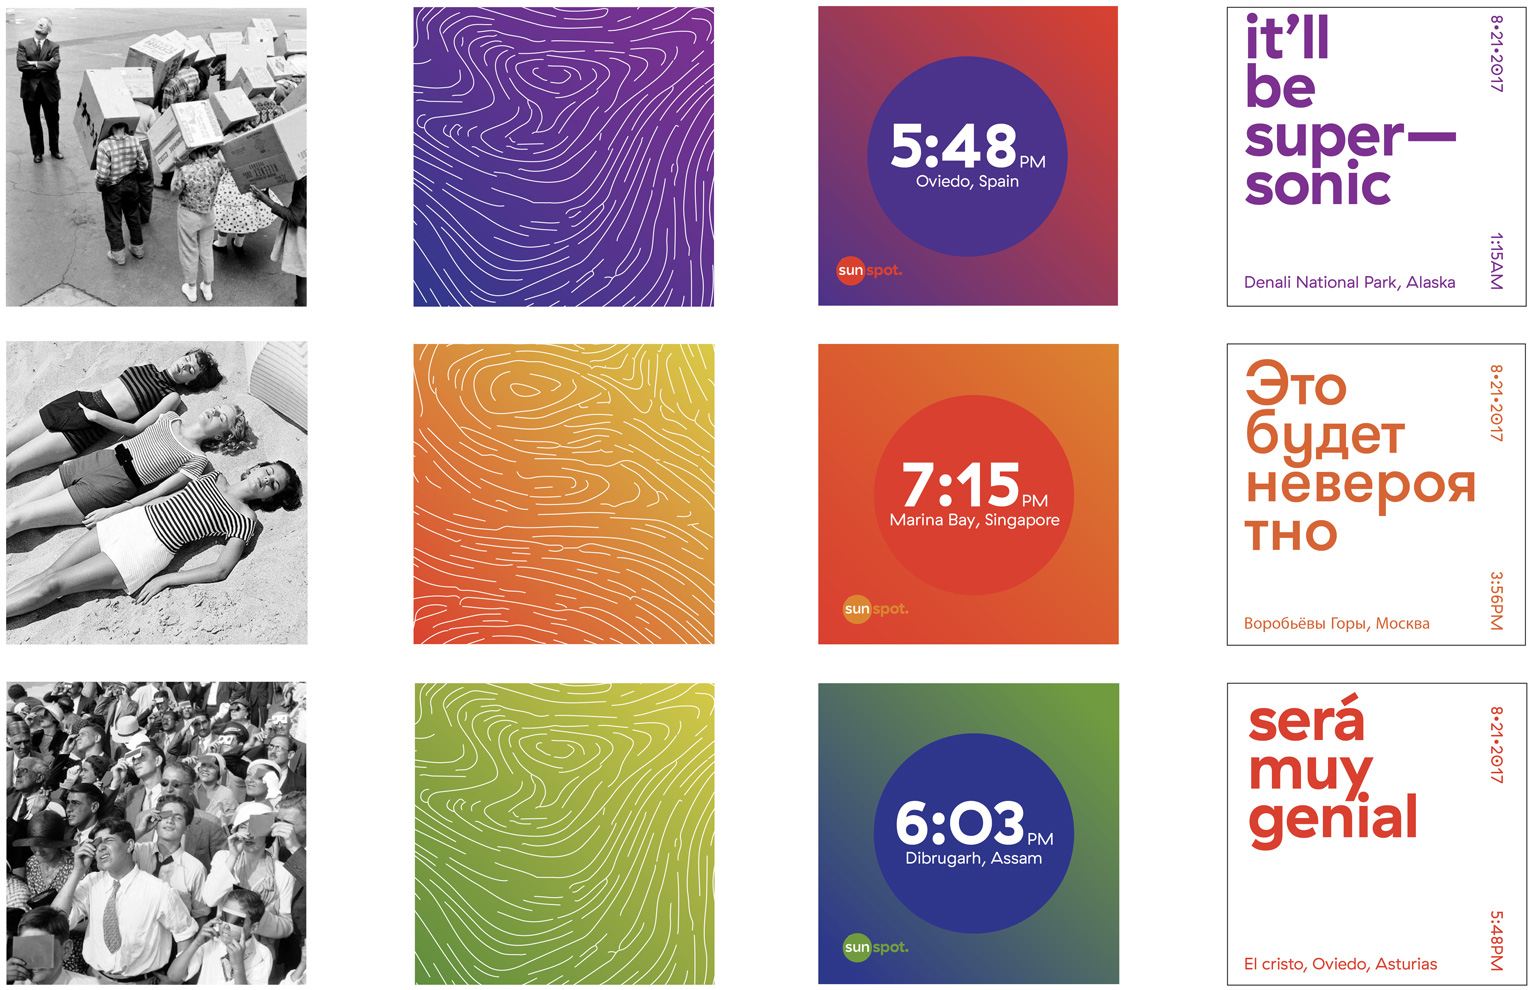 5:48 PM
Oviedo, Spain
sun spot.
it'll
be
super—
sonic
8•21•2017
1:15AM
Denali National Park, Alaska
7:15 PM
Marina Bay, Singapore
sun spot.
Это
будет
невероя
тно
8•21•2017
3:56PM
Воробьёвы Горы, Москва
6:03 PM
Dibrugarh, Assam
sun spot.
será
muy
genial
8•21•2017
5:48PM
El cristo, Oviedo, Asturias